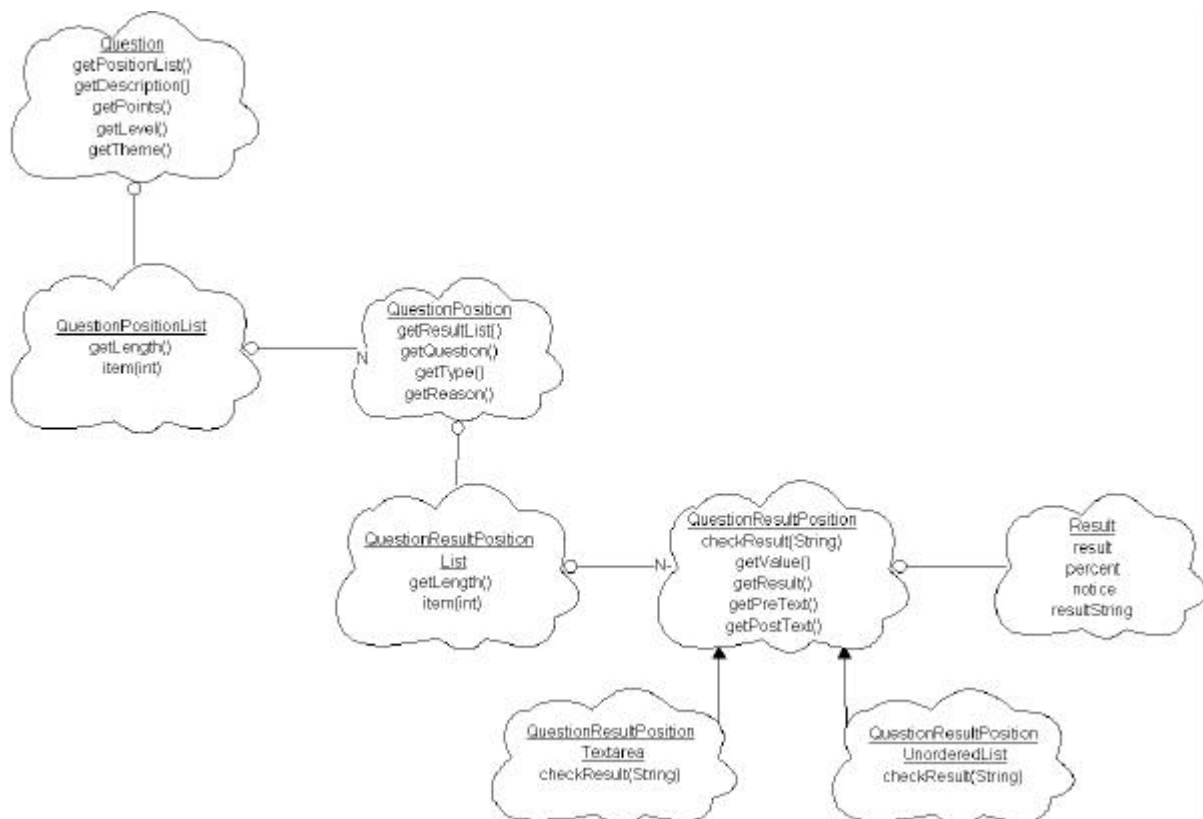 Question
getPositionList()
getDescription()
getPoints()
getLevel()
getTheme()
QuestionPositionList
getLength()
item(int)
N
QuestionPosition
getResultList()
getQuestion()
getType()
getReason()
QuestionResultPosition
List
getLength()
item(int)
N
QuestionResultPosition
checkResult(String)
getValue()
getResult()
getPreText()
getPostText()
Result
result
percent
notice
resultString
QuestionResultPosition
Textarea
checkResult(String)
QuestionResultPosition
UnorderedList
checkResult(String)